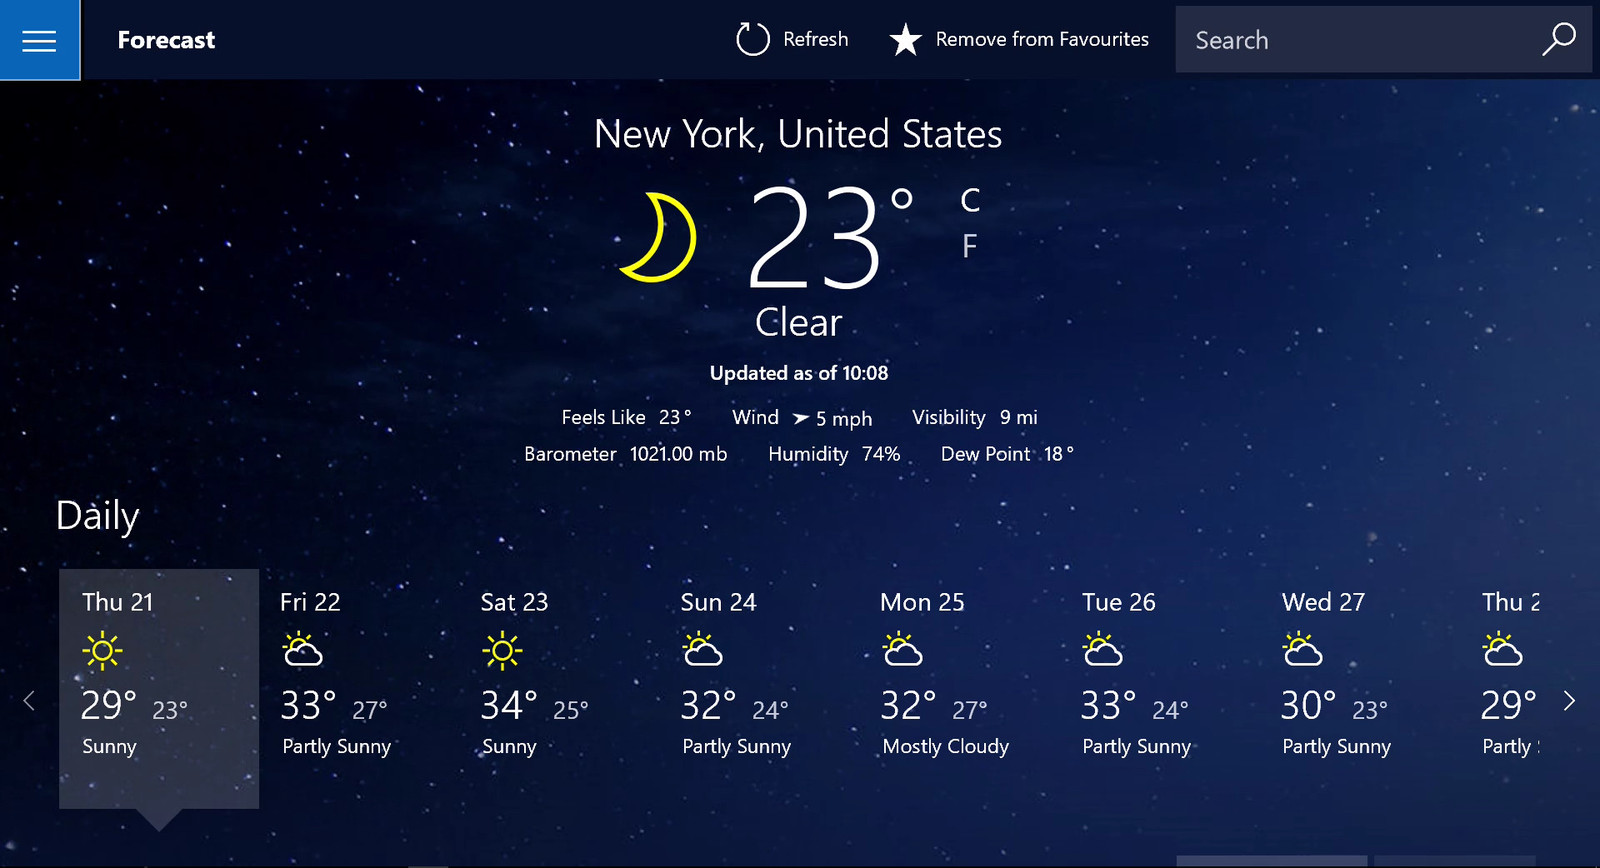 Forecast
Refresh
Remove from Favourites
Search
New York, United States
23°
C
F
Clear
Updated as of 10:08
Feels Like 23° Wind 5 mph Visibility 9 mi
Barometer 1021.00 mb Humidity 74% Dew Point 18°
Daily
Thu 21 Fri 22 Sat 23 Sun 24 Mon 25 Tue 26 Wed 27 Thu
29° 23° 33° 27° 34° 25° 32° 24° 32° 27° 33° 24° 30° 23° 29°
Sunny Partly Sunny Sunny Partly Sunny Mostly Cloudy Partly Sunny Partly Sunny Partly